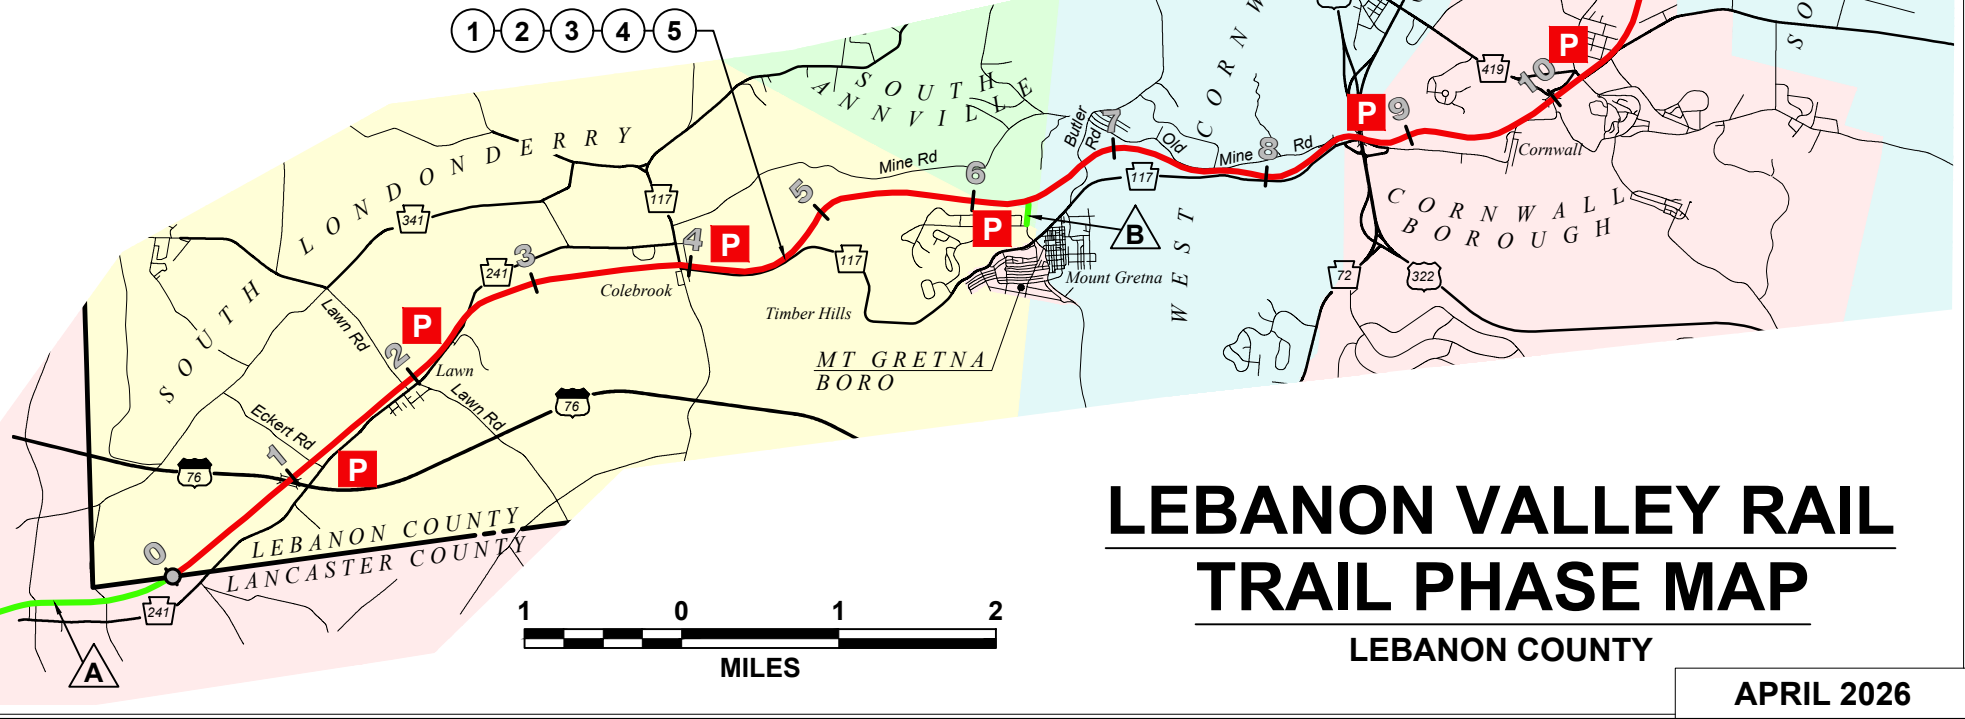 1 2 3 4 5
SOUTH
ANNVILLE
CORNW
SO
419
10
P
P
9
Butler
Rd
7
Old
Mine Rd
8
Cornwall
SOUTH LONDONDERRY
Mine Rd
6
117
117
5
341
4
P
P
B
WEST
CORNWALL
BOROUGH
3
241
117
Colebrook
Mount Gretna
72
322
Timber Hills
Lawn Rd
P
2
Lawn
MT GRETNA
BORO
Lawn Rd
76
Eckert Rd
1
P
76
0
LEBANON COUNTY
LANCASTER COUNTY
241
A
1 0 1 2
MILES
LEBANON VALLEY RAIL
TRAIL PHASE MAP
LEBANON COUNTY
APRIL 2026